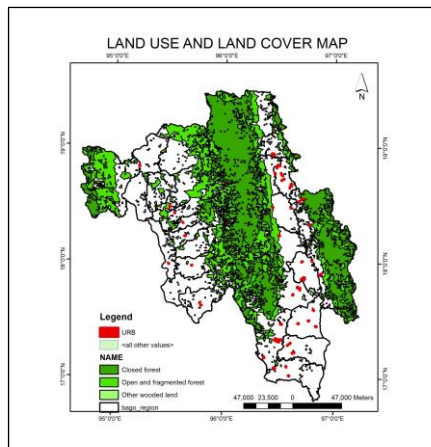 LAND USE AND LAND COVER MAP
95°0'0"E 96°0'0"E 97°0'0"E
N
19°0'0"N 19°0'0"N
18°0'0"N 18°0'0"N
17°0'0"N 17°0'0"N
Legend
URB
<all other values>
NAME
Closed forest
Open and fragmented forest
Other wooded land
bago_region
47,000 23,500 0 47,000 Meters
95°0'0"E 96°0'0"E 97°0'0"E